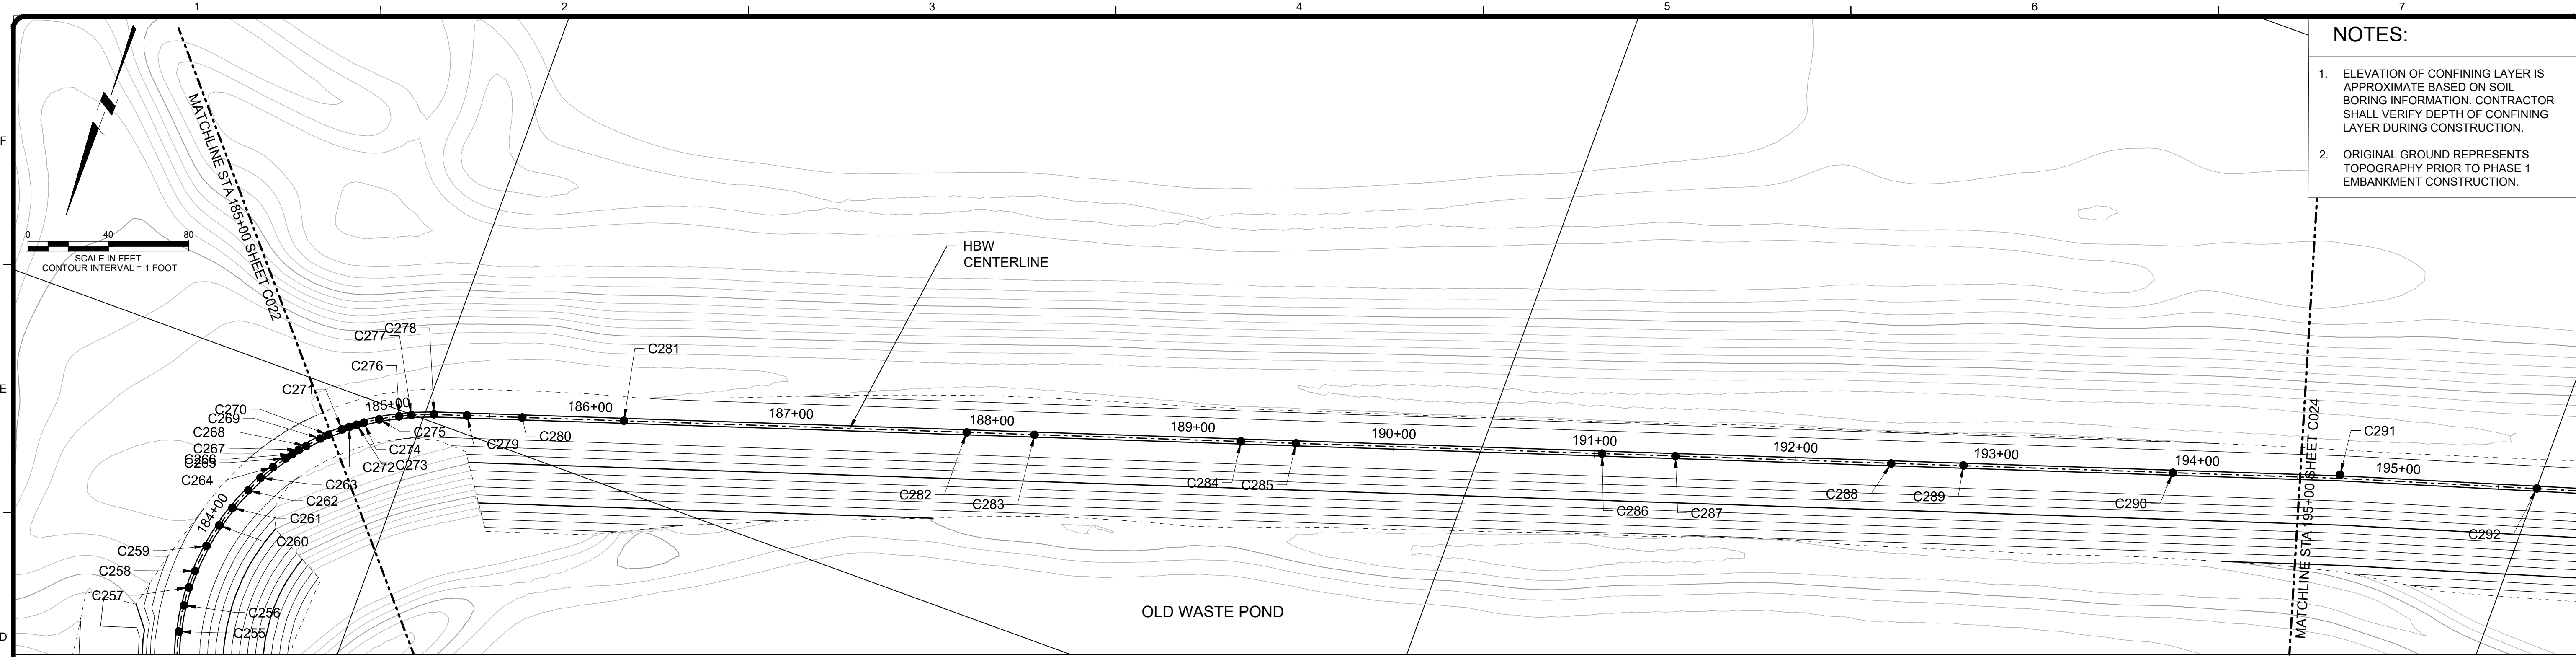 1
2
3
4
5
6
7
F
E
D
NOTES:
1. ELEVATION OF CONFINING LAYER IS
APPROXIMATE BASED ON SOIL
BORING INFORMATION. CONTRACTOR
SHALL VERIFY DEPTH OF CONFINING
LAYER DURING CONSTRUCTION.
2. ORIGINAL GROUND REPRESENTS
TOPOGRAPHY PRIOR TO PHASE 1
EMBANKMENT CONSTRUCTION.
MATCHLINE STA 185+00 SHEET C022
0 40 80
SCALE IN FEET
CONTOUR INTERVAL = 1 FOOT
HBW
CENTERLINE
C278
C277
C281
C276
C271
C270
C269
C268
C267
C266
C265
C264
C263
C262
C261
C260
C259
C258
C257
C256
C255
C272
C273
C274
C275
C279
C280
C282
C283
C284
C285
C286
C287
C288
C289
C290
C291
C292
184+00
185+00
186+00
187+00
188+00
189+00
190+00
191+00
192+00
193+00
194+00
195+00
MATCHLINE STA 195+00 SHEET C024
OLD WASTE POND